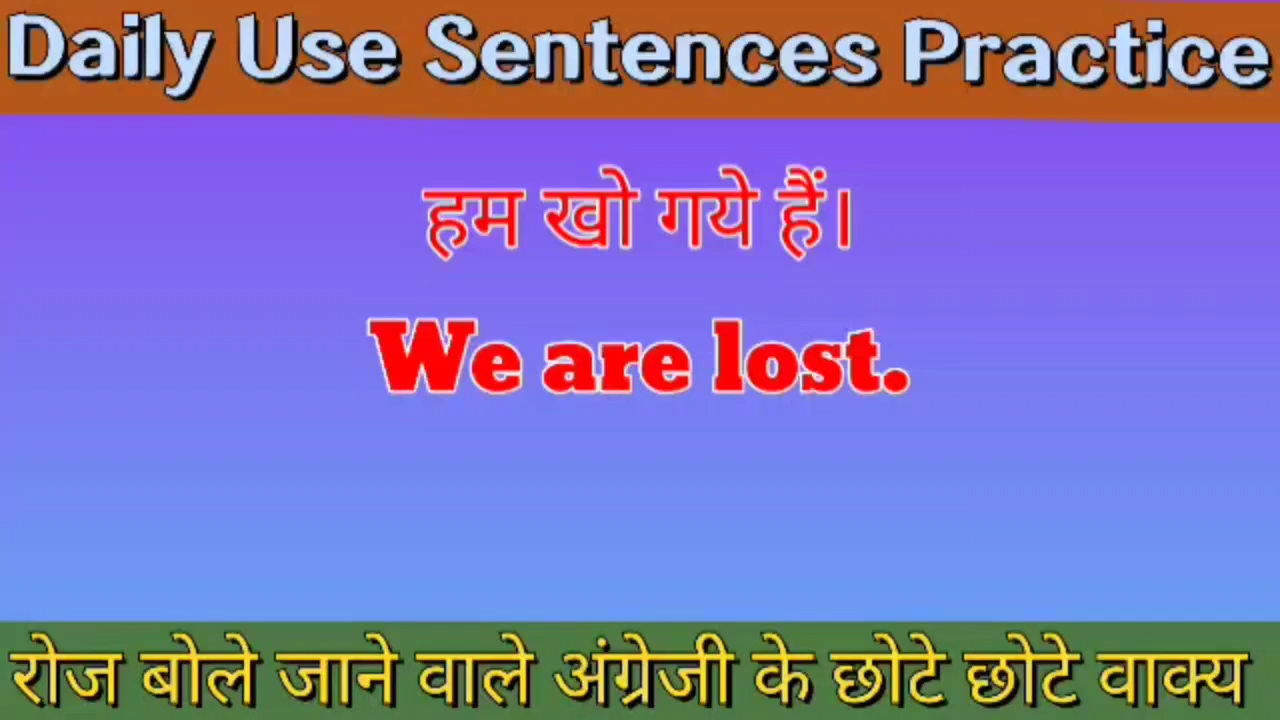 Daily Use Sentences Practice
हम खो गये हैं।
We are lost.
रोज बोले जाने वाले अंग्रेजी के छोटे छोटे वाक्य